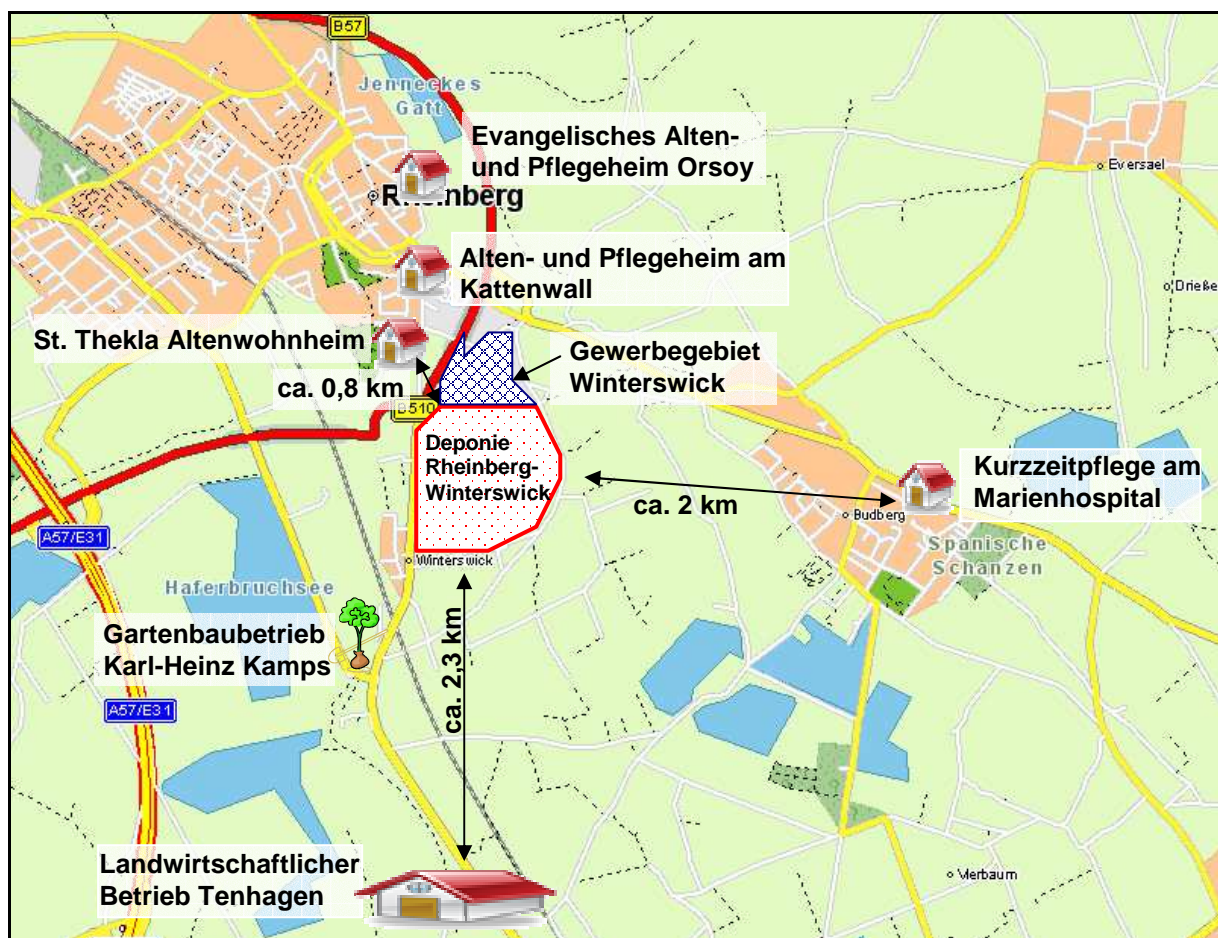 B57
Jenneckes
Gatt
Evangelisches Alten-
und Pflegeheim Orsoy
Rheinberg
Eversael
Alten- und Pflegeheim am
Kattenwall
St. Thekla Altenwohnheim
ca. 0,8 km
Gewerbegebiet
Winterswick
B510
Deponie
Rheinberg-
Winterswick
ca. 2 km
Kurzzeitpflege am
Marienhospital
Budberg
Spanische
Schanzen
A57/E31
Winterswick
Haferbruchsee
Gartenbaubetrieb
Karl-Heinz Kamps
ca. 2,3 km
A57/E31
Landwirtschaftlicher
Betrieb Tenhagen